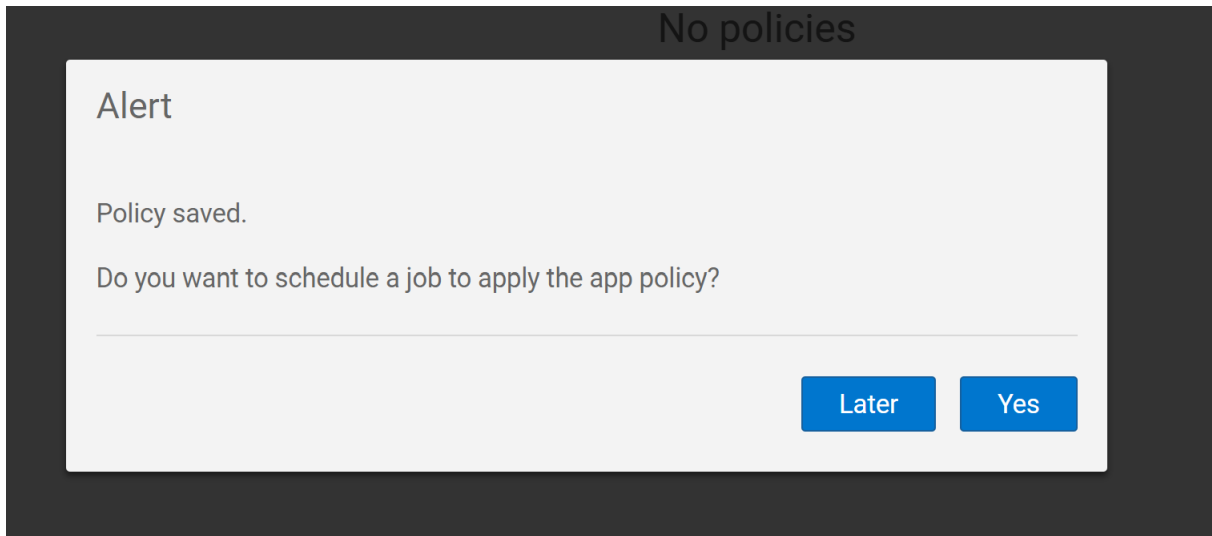 No policies
Alert
Policy saved.
Do you want to schedule a job to apply the app policy?
Later
Yes